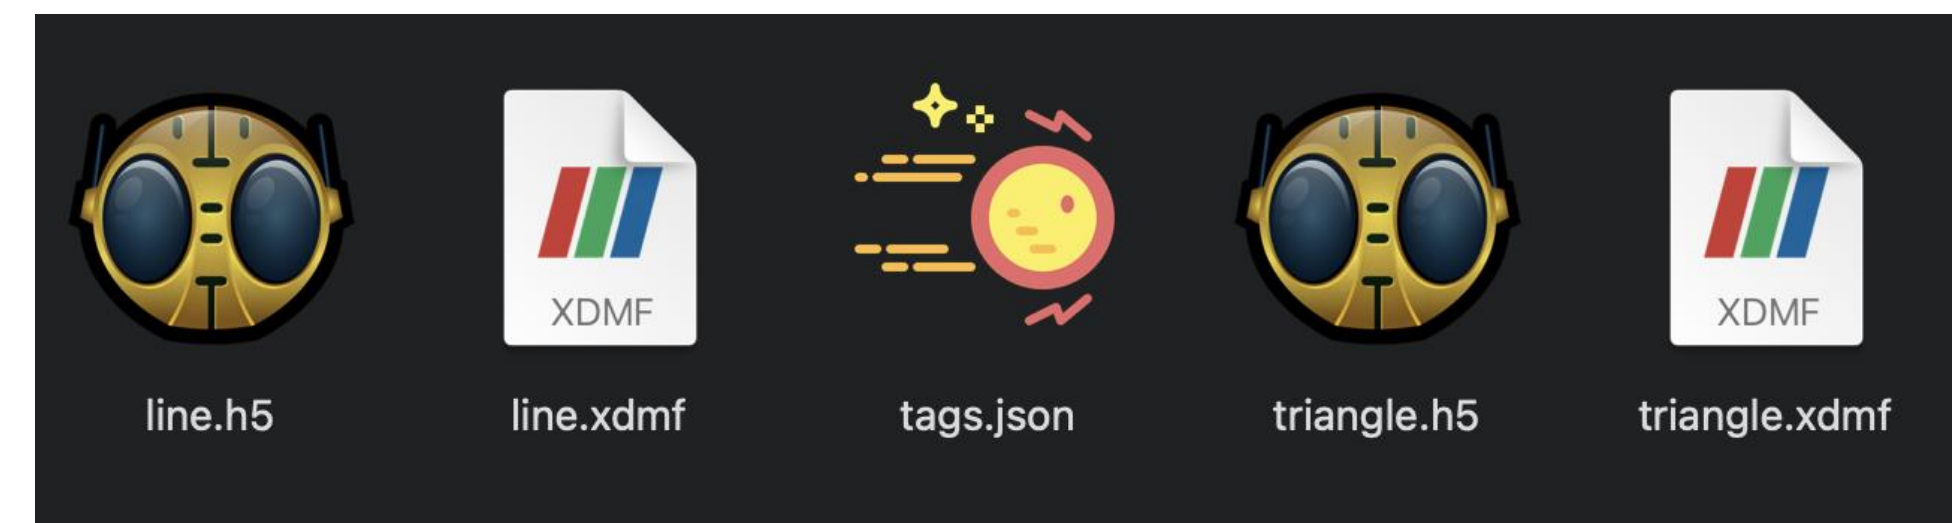 XDMF
XDMF
line.h5
line.xdmf
tags.json
triangle.h5
triangle.xdmf